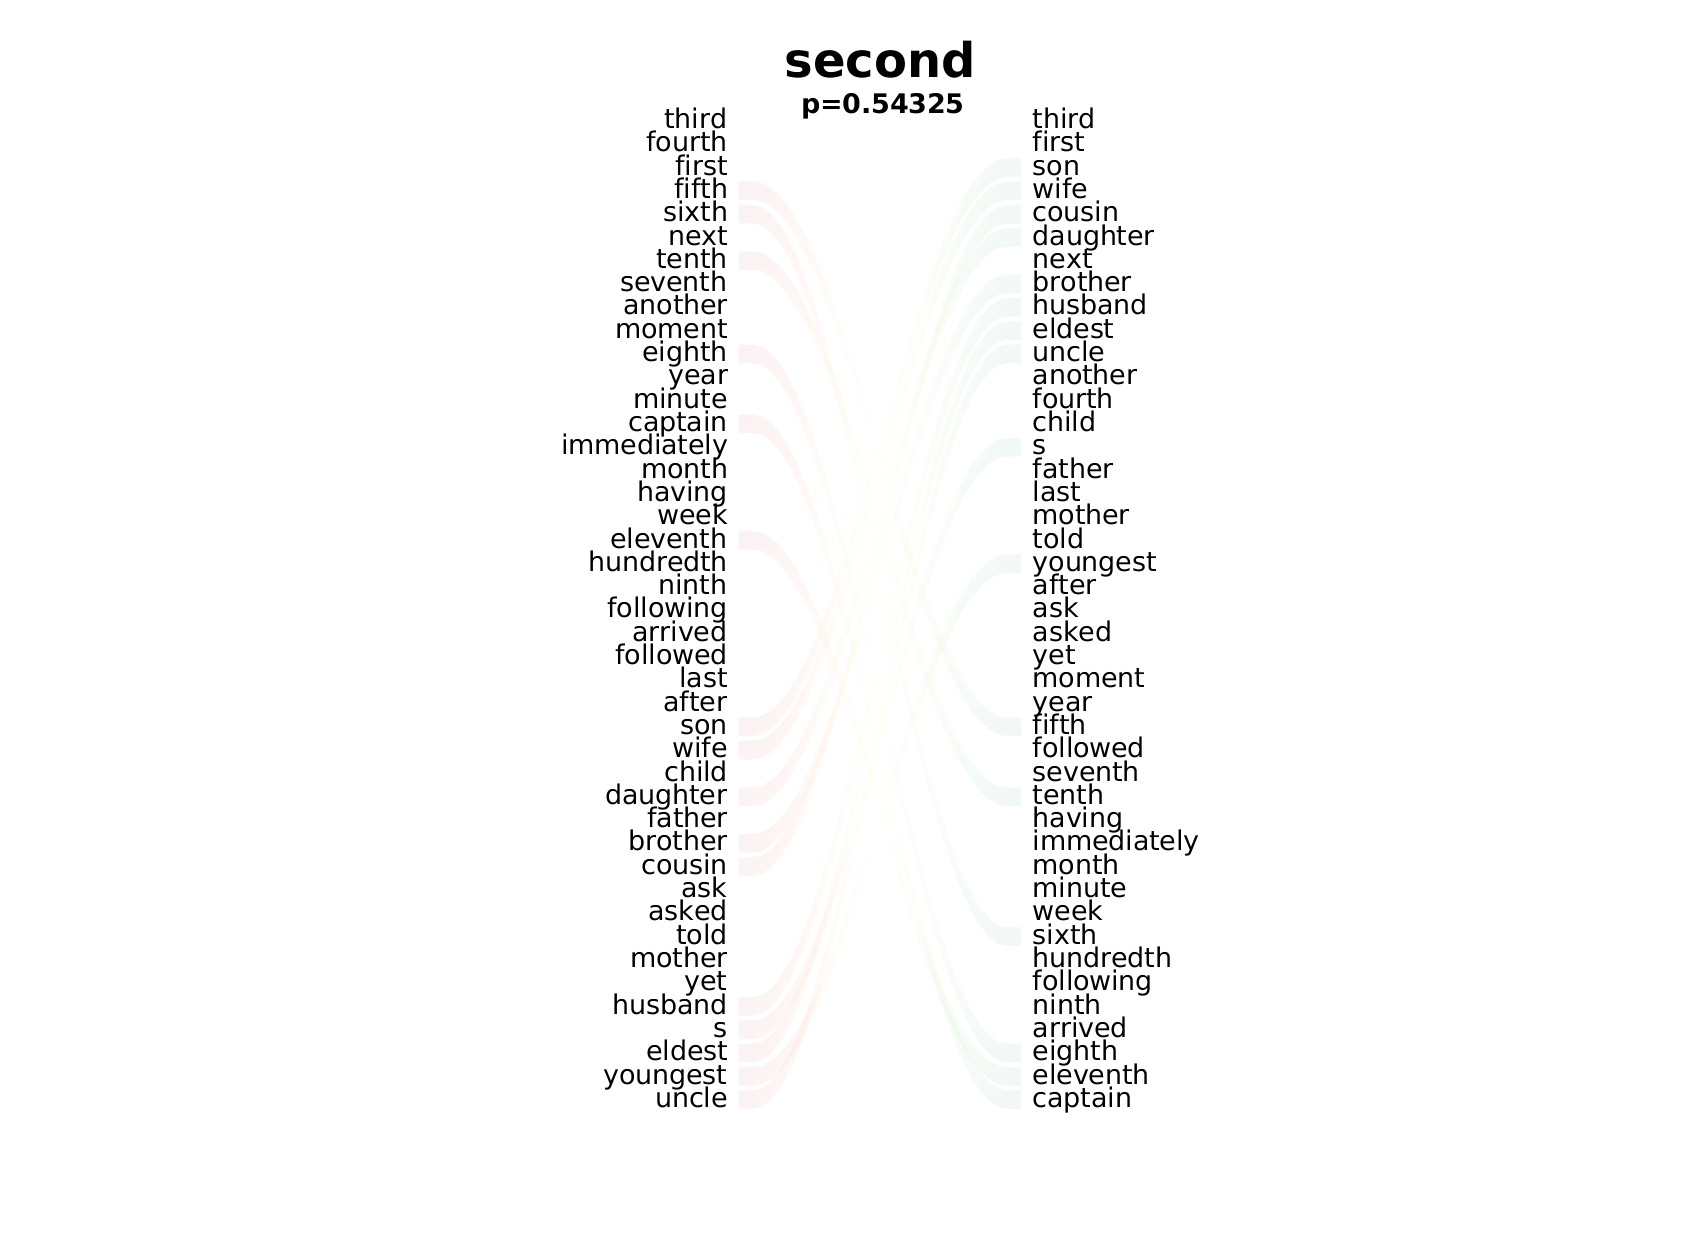 second
p=0.54325
third third
fourth first
first son
fifth wife
sixth cousin
next daughter
tenth next
seventh brother
another husband
moment eldest
eighth uncle
year another
minute fourth
captain child
immediately s
month father
having last
week mother
eleventh told
hundredth youngest
ninth after
following ask
arrived asked
followed yet
last moment
after year
son fifth
wife followed
child seventh
daughter tenth
father having
brother immediately
cousin month
ask minute
asked week
told sixth
mother hundredth
yet following
husband ninth
s arrived
eldest eighth
youngest eleventh
uncle captain